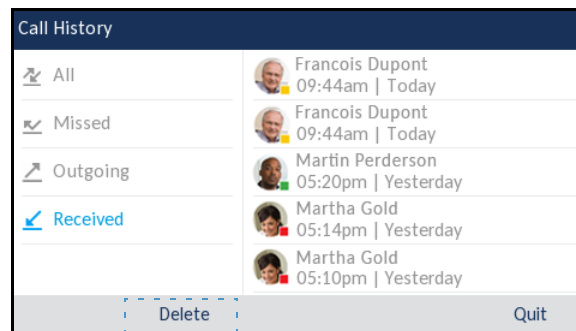 Call History
All
Missed
Outgoing
Received
Francois Dupont
09:44am | Today
Francois Dupont
09:44am | Today
Martin Perderson
05:20pm | Yesterday
Martha Gold
05:14pm | Yesterday
Martha Gold
05:10pm | Yesterday
Delete
Quit